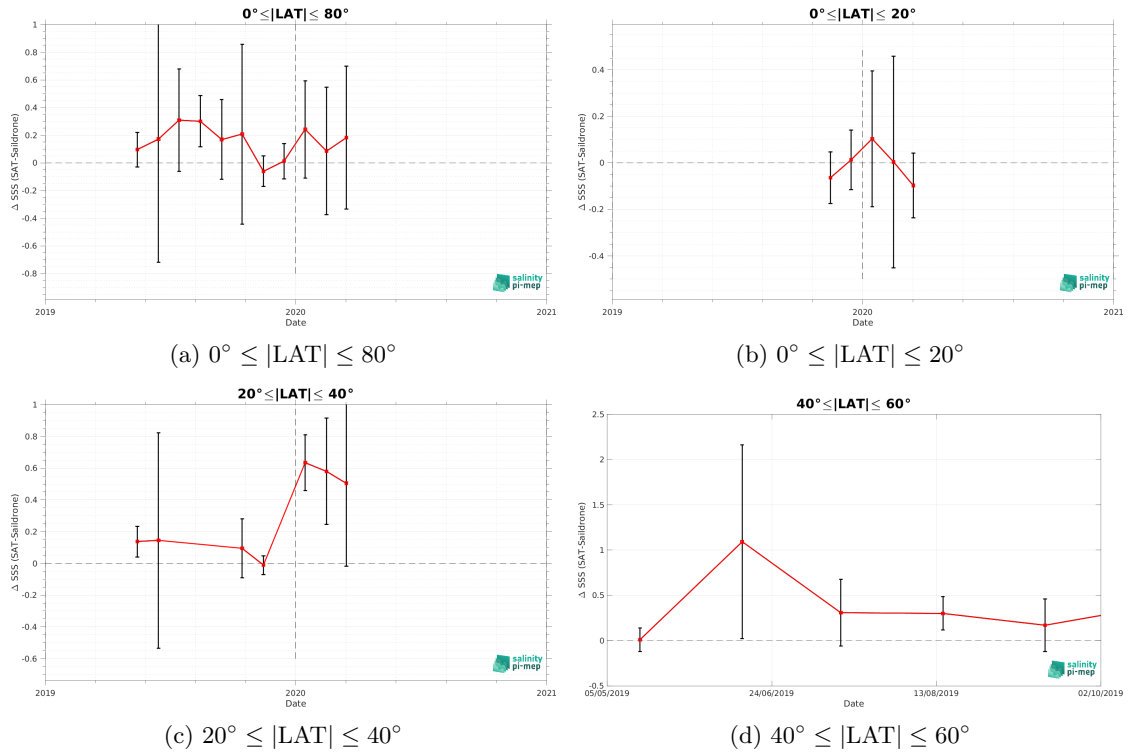 0°≤|LAT|≤ 80°
1
0.8
0.6
0.4
0.2
0
-0.2
-0.4
-0.6
-0.8
Δ SSS (SAT-Saildrone)
2019
2020
2021
Date
salinity
pi-mep
(a) 0° ≤ |LAT| ≤ 80°
0°≤|LAT|≤ 20°
0.4
0.2
0
-0.2
-0.4
Δ SSS (SAT-Saildrone)
2019
2020
2021
Date
salinity
pi-mep
(b) 0° ≤ |LAT| ≤ 20°
20°≤|LAT|≤ 40°
1
0.8
0.6
0.4
0.2
0
-0.2
-0.4
-0.6
Δ SSS (SAT-Saildrone)
2019
2020
2021
Date
salinity
pi-mep
(c) 20° ≤ |LAT| ≤ 40°
40°≤|LAT|≤ 60°
2.5
2
1.5
1
0.5
0
-0.5
Δ SSS (SAT-Saildrone)
05/05/2019
24/06/2019
13/08/2019
02/10/2019
Date
salinity
pi-mep
(d) 40° ≤ |LAT| ≤ 60°